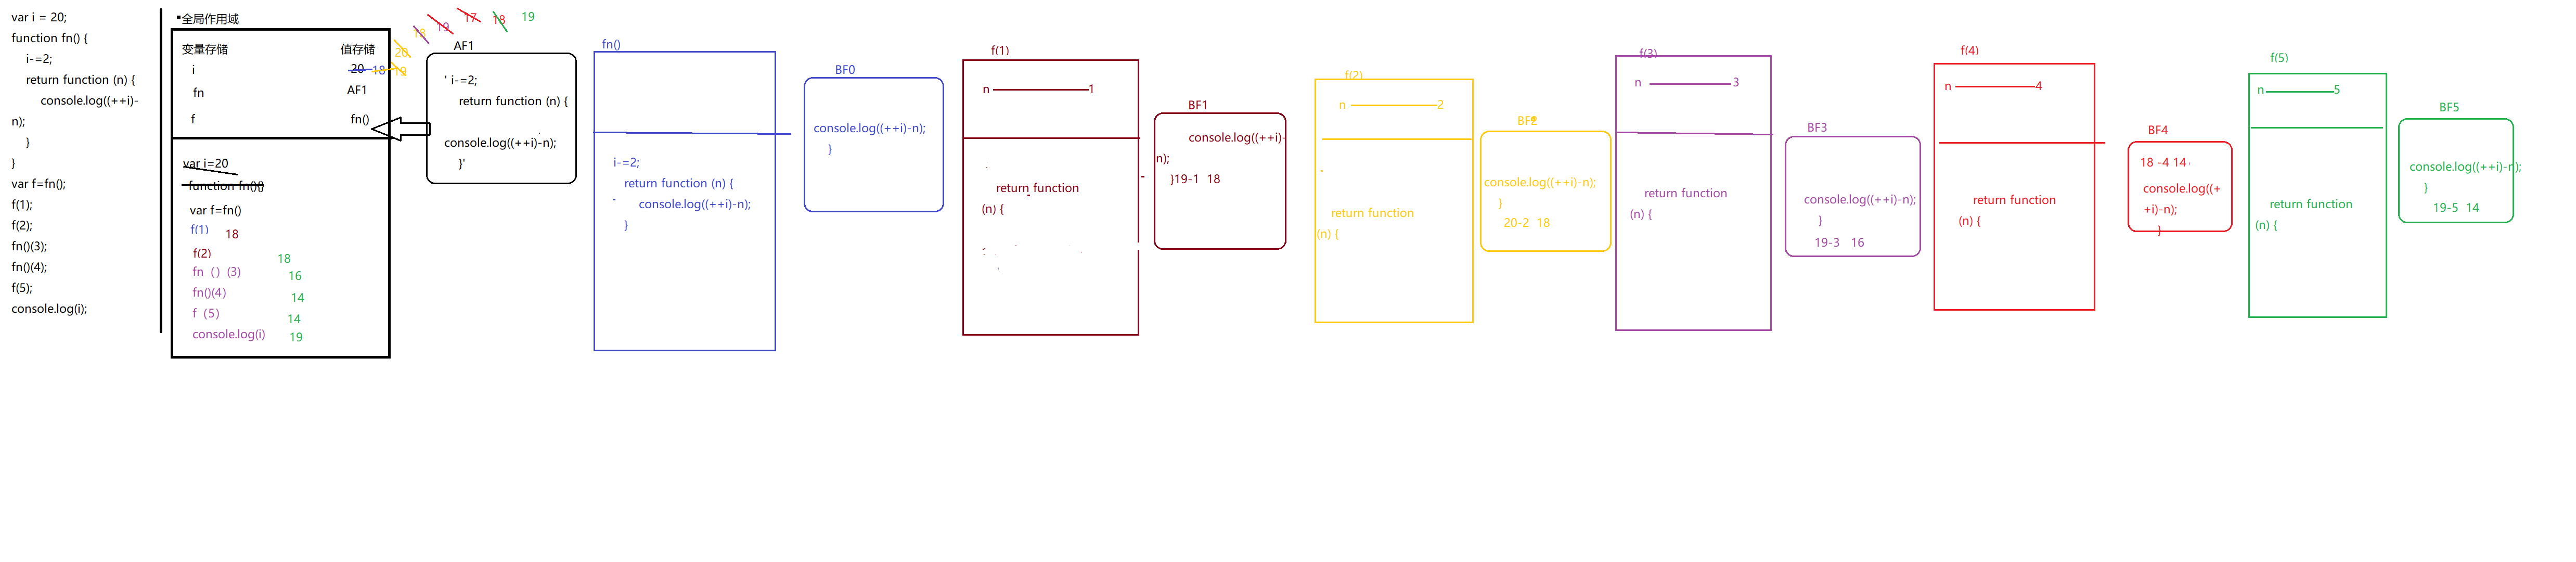 var i = 20;
function fn() {
i-=2;
return function (n) {
console.log((++i)-
n);
}
}
var f=fn();
f(1);
f(2);
fn()(3);
fn()(4);
f(5);
console.log(i);
全局作用域
变量存储 值存储
i 20 18 19
fn AF1
f fn()
var i=20
function fn(){}
var f=fn()
f(1) 18
f(2) 18
fn（）(3) 16
fn()(4) 14
f（5） 14
console.log(i) 19
20 18 19 17 18 19
AF1
' i-=2;
return function (n) {
console.log((++i)-n);
}'
fn()
i-=2;
return function (n) {
console.log((++i)-n);
}
BF0
console.log((++i)-n);
}
f(1)
n 1
return function
(n) {
BF1
console.log((++i)-
n);
}19-1 18
f(2)
n 2
return function
(n) {
BF2
console.log((++i)-n);
}
20-2 18
f(3)
n 3
return function
(n) {
BF3
console.log((++i)-n);
}
19-3 16
f(4)
n 4
return function
(n) {
BF4
18 -4 14
console.log((+
+i)-n);
}
f(5)
n 5
return function
(n) {
BF5
console.log((++i)-n);
}
19-5 14